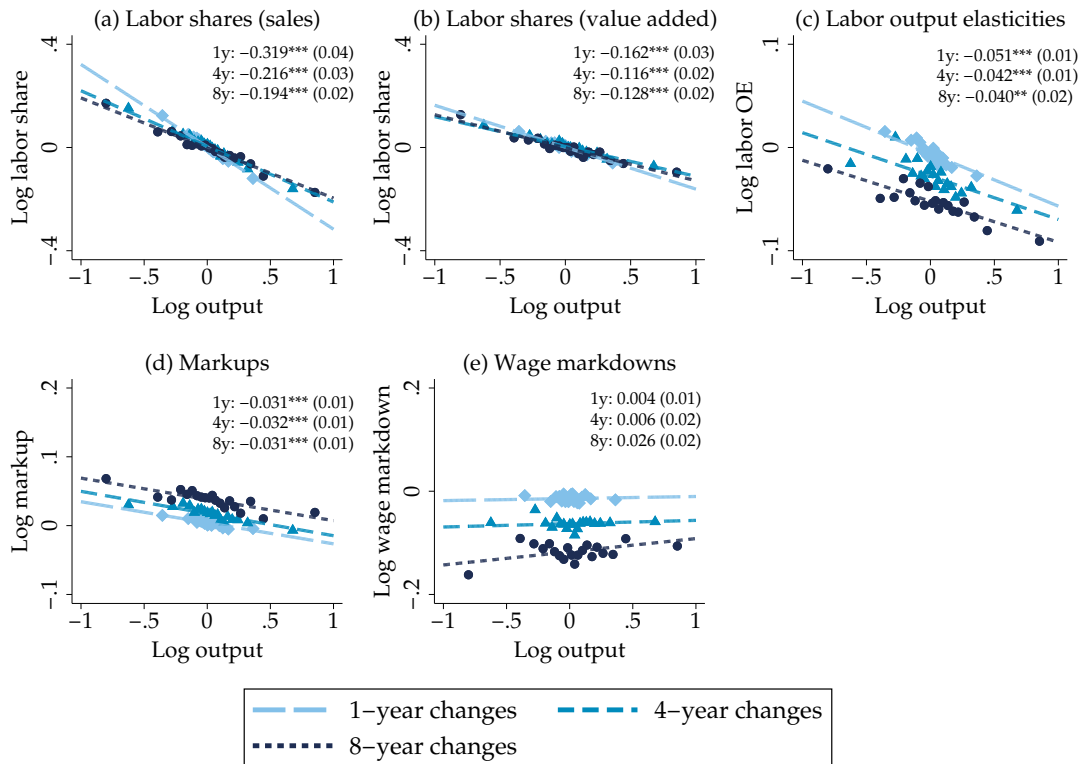 (a) Labor shares (sales)
1y: −0.319*** (0.04)
4y: −0.216*** (0.03)
8y: −0.194*** (0.02)
Log labor share
.4
0
−.4
−1 −.5 0 .5 1
Log output
(b) Labor shares (value added)
1y: −0.162*** (0.03)
4y: −0.116*** (0.02)
8y: −0.128*** (0.02)
Log labor share
.4
0
−.4
−1 −.5 0 .5 1
Log output
(c) Labor output elasticities
1y: −0.051*** (0.01)
4y: −0.042*** (0.01)
8y: −0.040** (0.02)
Log labor OE
.1
0
−.1
−1 −.5 0 .5 1
Log output
(d) Markups
1y: −0.031*** (0.01)
4y: −0.032*** (0.01)
8y: −0.031*** (0.01)
Log markup
.2
.1
0
−.1
−1 −.5 0 .5 1
Log output
(e) Wage markdowns
1y: 0.004 (0.01)
4y: 0.006 (0.02)
8y: 0.026 (0.02)
Log wage markdown
.2
.1
0
−.1
−.2
−1 −.5 0 .5 1
Log output
1−year changes
4−year changes
8−year changes